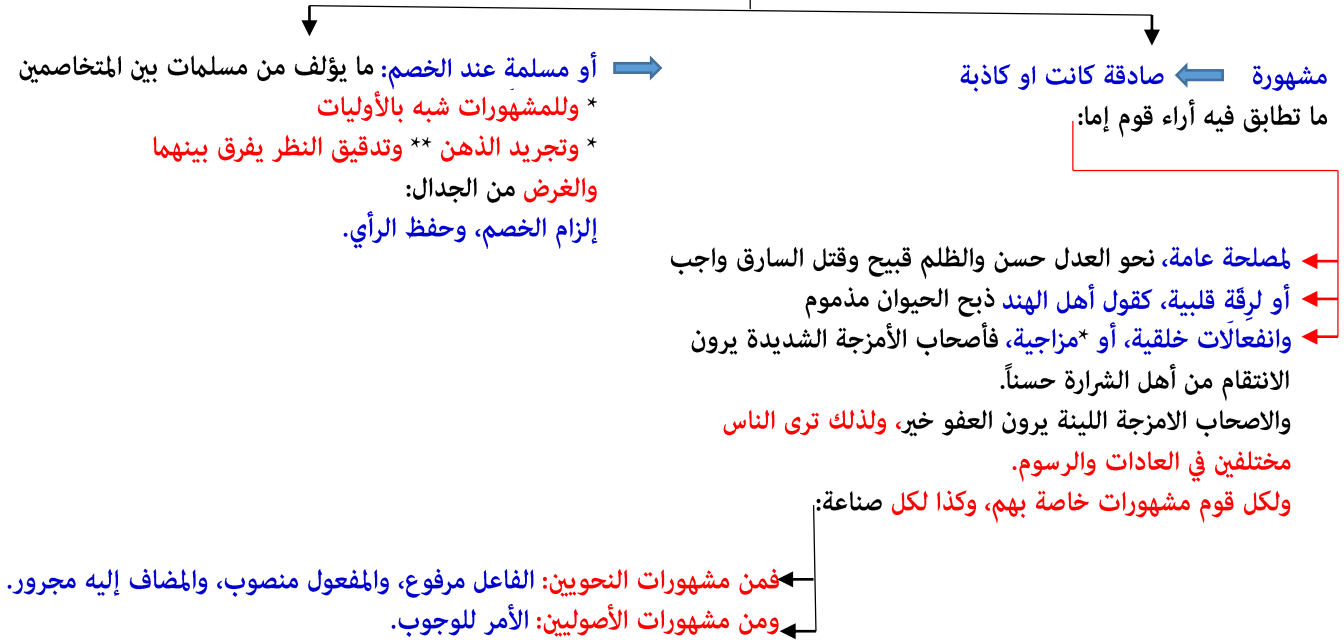 مشهورة صادقة كانت او كاذبة
ما تطابق فيه أراء قوم إما:
لمصلحة عامة، نحو العدل حسن والظلم قبيح وقتل السارق واجب
أو لرِقَّةٍ قلبية، كقول أهل الهند ذبح الحيوان مذموم
وانفعالَات خلقية، أو *مزاجية، فأصحاب الأمزجة الشديدة يرون
الانتقام من أهل الشرارة حسناً.
والاصحاب الامزجة اللينة يرون العفو خير، ولذلك ترى الناس
مختلفين في العادات والرسوم.
ولكل قوم مشهورات خاصة بهم، وكذا لكل صناعة:
فمن مشهورات النحويين: الفاعل مرفوع، والمفعول منصوب، والمضاف إليه مجرور.
ومن مشهورات الأصوليين: الأمر للوجوب.
أو مسلمةٍ عند الخصم: ما يؤلف من مسلمات بين المتخاصمين
* وللمشهورات شبه بالأوليات
* وتجريد الذهن ** وتدقيق النظر يفرق بينهما
والغرض من الجدال:
إلزام الخصم، وحفظ الرأي.